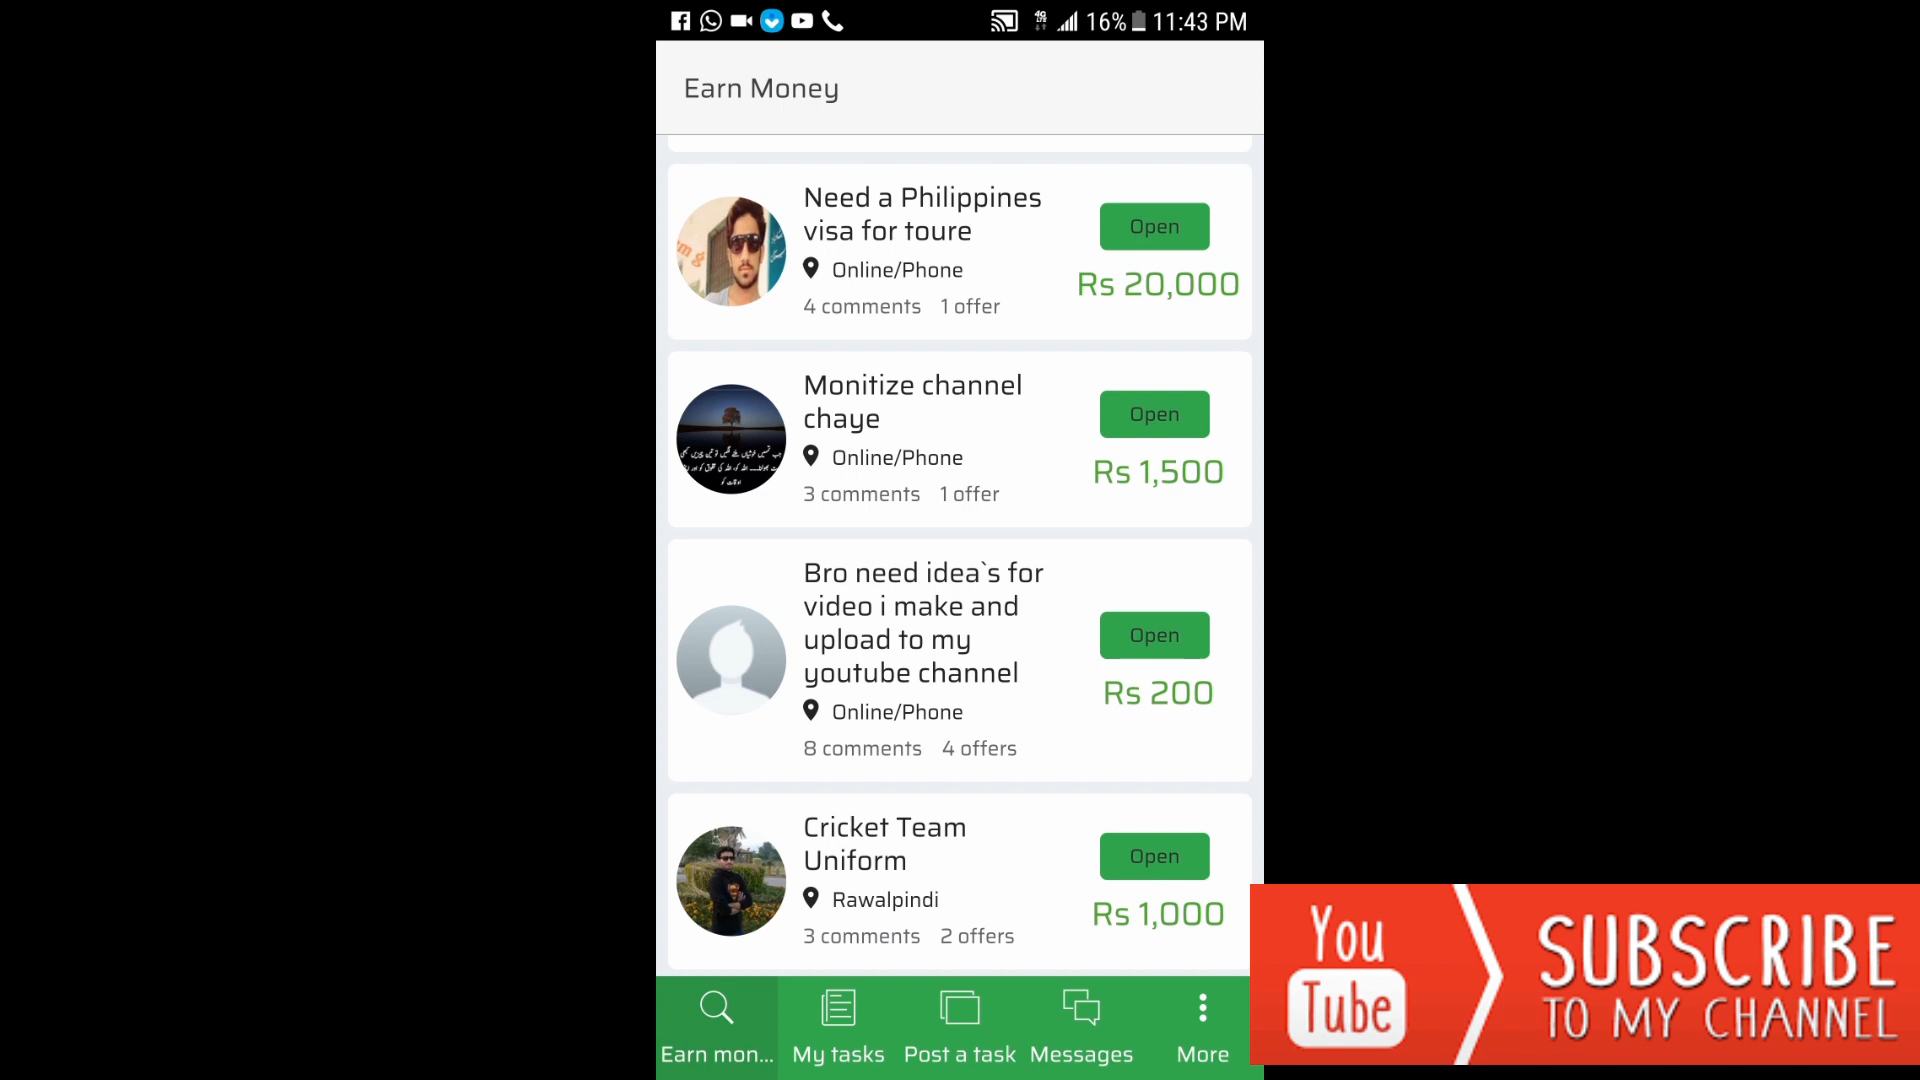 16% 11:43 PM
Earn Money
Need a Philippines
visa for toure
Open
Online/Phone
Rs 20,000
4 comments 1 offer
Monitize channel
chaye
Open
Online/Phone
Rs 1,500
3 comments 1 offer
Bro need idea`s for
video i make and
upload to my
youtube channel
Open
Rs 200
Online/Phone
8 comments 4 offers
Cricket Team
Uniform
Open
Rawalpindi
Rs 1,000
3 comments 2 offers
Earn mon...
My tasks
Post a task
Messages
More
You
Tube
SUBSCRIBE
TO MY CHANNEL